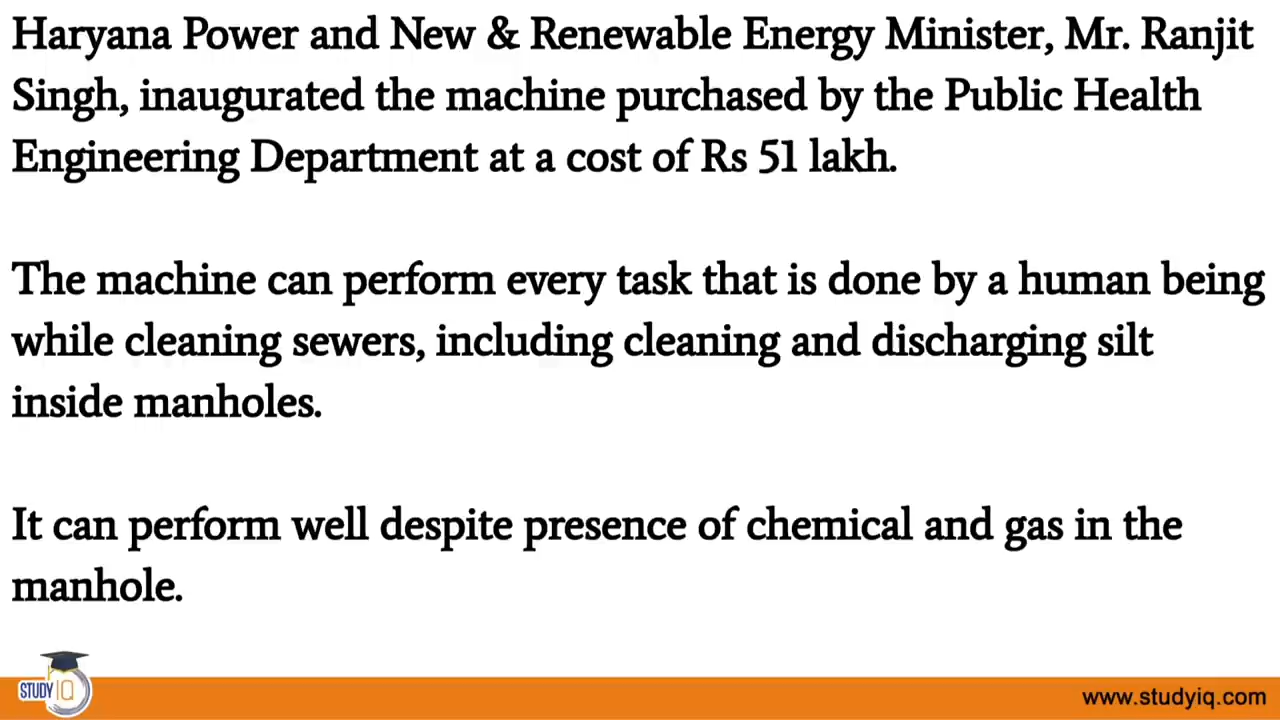 Haryana Power and New & Renewable Energy Minister, Mr. Ranjit
Singh, inaugurated the machine purchased by the Public Health
Engineering Department at a cost of Rs 51 lakh.
The machine can perform every task that is done by a human being
while cleaning sewers, including cleaning and discharging silt
inside manholes.
It can perform well despite presence of chemical and gas in the
manhole.
STUDY IQ
www.studyiq.com